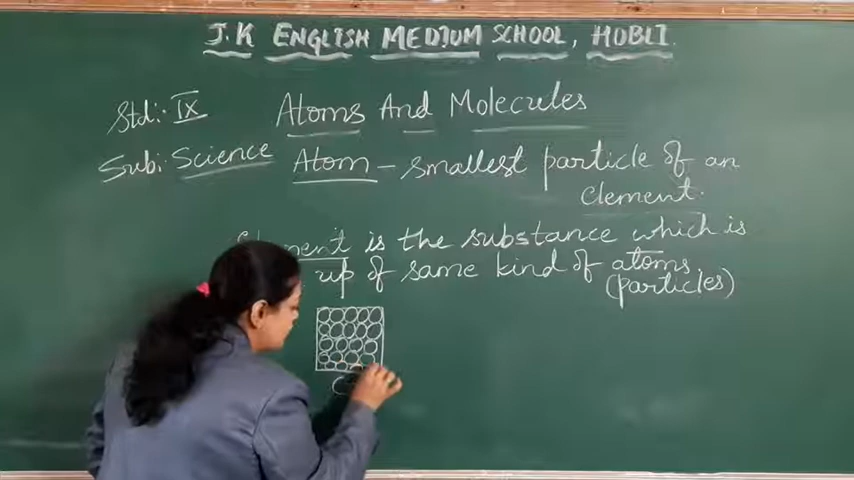 J.K ENGLISH MEDIUM SCHOOL, HUBLI.
Std:- IX Atoms And Molecules
Sub: Science Atom - Smallest particle of an
element.
is the substance which is
up of same kind of atoms
(particles)